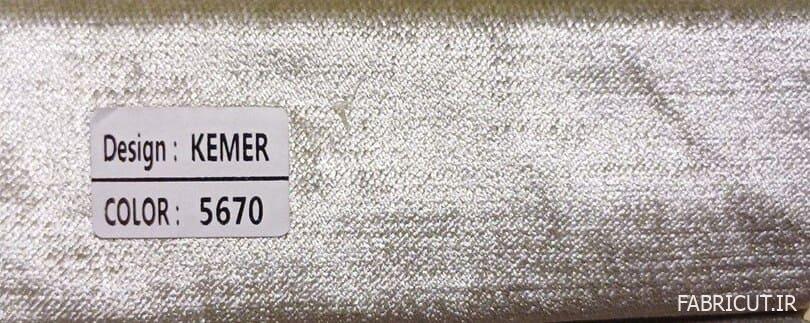 Design : KEMER
COLOR : 5670
FABRICUT.IR